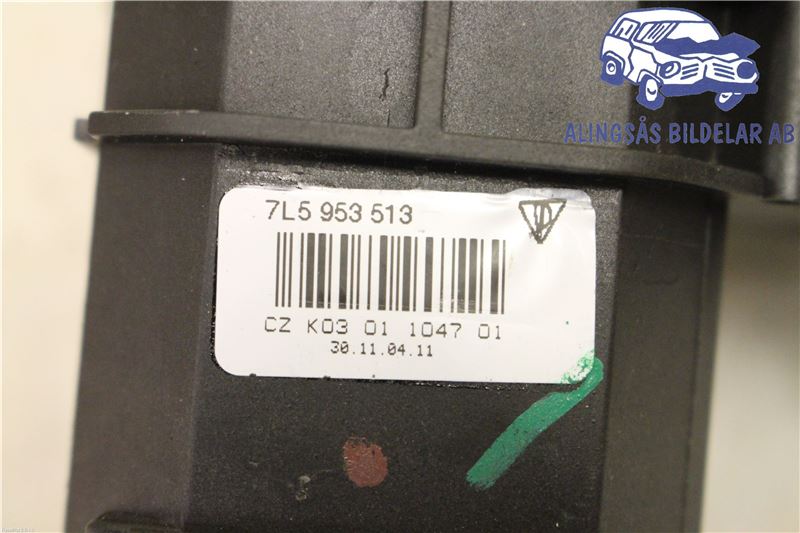 ALINGSÅS BILDELAR AB
7L5 953 513
CZ K03 01 1047 01
30.11.04.11